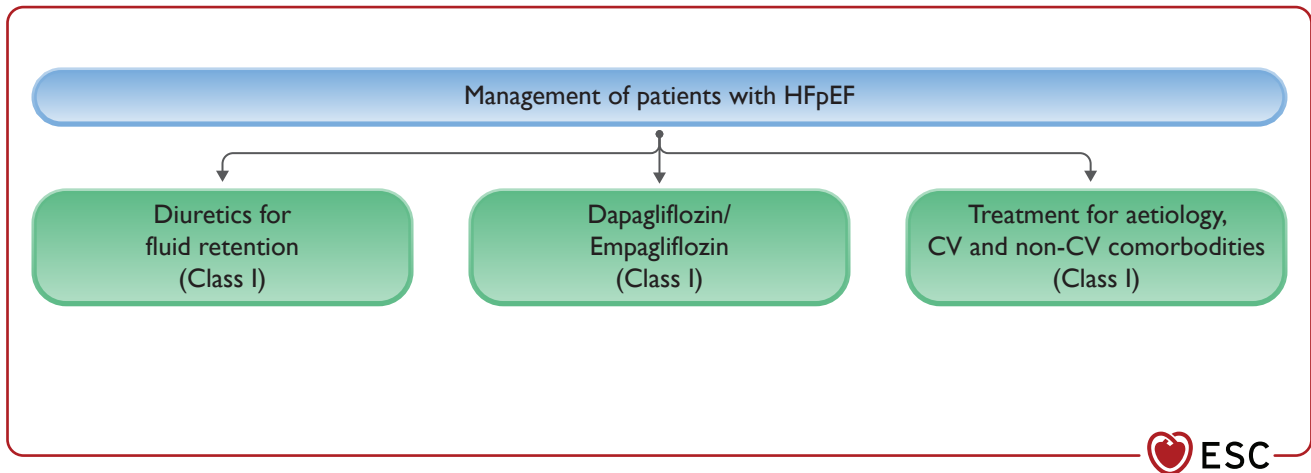 Management of patients with HFpEF
Diuretics for
fluid retention
(Class I)
Dapagliflozin/
Empagliflozin
(Class I)
Treatment for aetiology,
CV and non-CV comorbodities
(Class I)
ESC